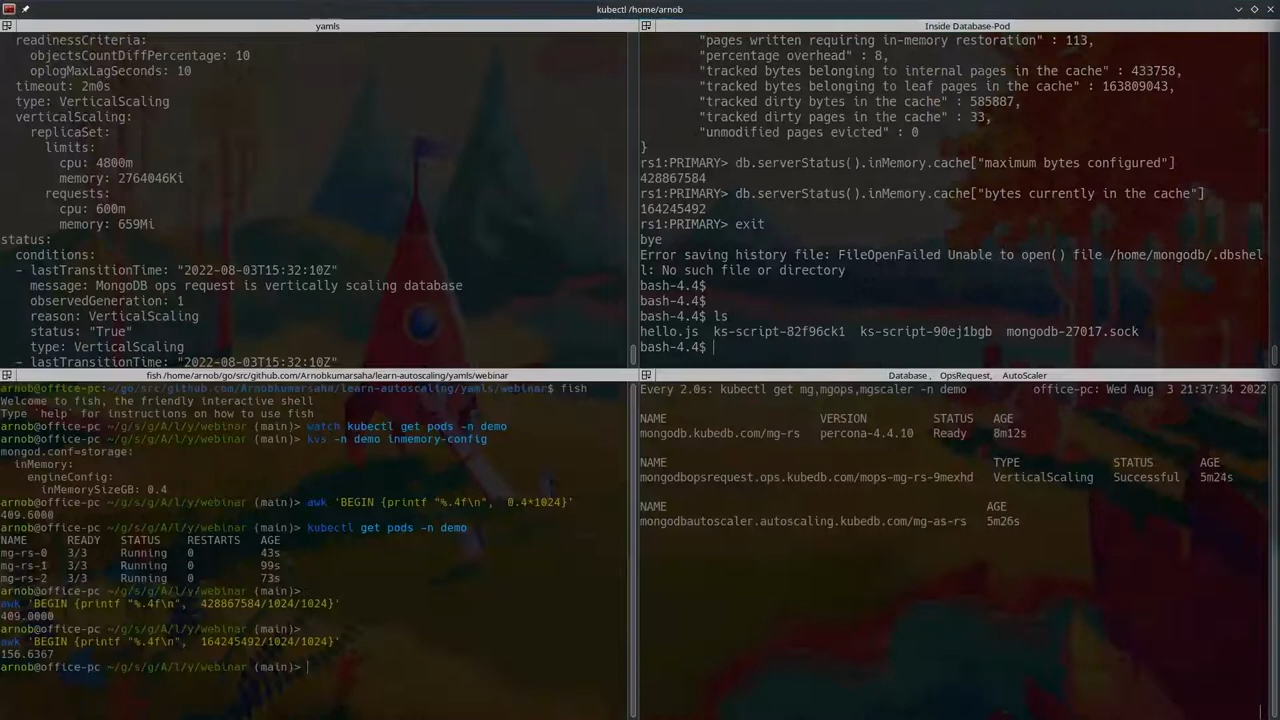 kubectl /home/arnob
yamls
readinessCriteria:
objectsCountDiffPercentage: 10
oplogMaxLagSeconds: 10
timeout: 2m0s
type: VerticalScaling
verticalScaling:
replicaSet:
limits:
cpu: 4800m
memory: 2764046Ki
requests:
cpu: 600m
memory: 659Mi
status:
conditions:
- lastTransitionTime: "2022-08-03T15:32:10Z"
message: MongoDB ops request is vertically scaling database
observedGeneration: 1
reason: VerticalScaling
status: "True"
type: VerticalScaling
- lastTransitionTime: "2022-08-03T15:32:10Z"
Inside Database-Pod
"pages written requiring in-memory restoration" : 113,
"percentage overhead" : 8,
"tracked bytes belonging to internal pages in the cache" : 433758,
"tracked bytes belonging to leaf pages in the cache" : 163809043,
"tracked dirty bytes in the cache" : 585887,
"tracked dirty pages in the cache" : 33,
"unmodified pages evicted" : 0
}
rs1:PRIMARY> db.serverStatus().inMemory.cache["maximum bytes configured"]
428867584
rs1:PRIMARY> db.serverStatus().inMemory.cache["bytes currently in the cache"]
164245492
rs1:PRIMARY> exit
bye
Error saving history file: FileOpenFailed Unable to open() file /home/mongodb/.dbshel
l: No such file or directory
bash-4.4$
bash-4.4$
bash-4.4$ ls
hello.js  ks-script-82f96ck1  ks-script-90ej1bgb  mongodb-27017.sock
bash-4.4$
fish /home/arnob/go/src/github.com/Arnobkumarsaha/learn-autoscaling/yamls/webinar
arnob@office-pc:~/go/src/github.com/Arnobkumarsaha/learn-autoscaling/yamls/webinar$ fish
Welcome to fish, the friendly interactive shell
Type `help` for instructions on how to use fish
arnob@office-pc ~/g/s/g/A/l/y/webinar (main)> watch kubectl get pods -n demo
arnob@office-pc ~/g/s/g/A/l/y/webinar (main)> kvs -n demo inmemory-config
mongod.conf=storage:
inMemory:
engineConfig:
inMemorySizeGB: 0.4
arnob@office-pc ~/g/s/g/A/l/y/webinar (main)> awk 'BEGIN {printf "%.4f\n",  0.4*1024}'
409.6000
arnob@office-pc ~/g/s/g/A/l/y/webinar (main)> kubectl get pods -n demo
NAME READY STATUS RESTARTS AGE
mg-rs-0 3/3 Running 0 43s
mg-rs-1 3/3 Running 0 99s
mg-rs-2 3/3 Running 0 73s
arnob@office-pc ~/g/s/g/A/l/y/webinar (main)>
awk 'BEGIN {printf "%.4f\n",  428867584/1024/1024}'
409.0000
arnob@office-pc ~/g/s/g/A/l/y/webinar (main)>
awk 'BEGIN {printf "%.4f\n",  164245492/1024/1024}'
156.6367
arnob@office-pc ~/g/s/g/A/l/y/webinar (main)>
Database ,   OpsRequest,   AutoScaler
Every 2.0s: kubectl get mg,mgops,mgscaler -n demo office-pc: Wed Aug  3 21:37:34 2022
NAME VERSION STATUS AGE
mongodb.kubedb.com/mg-rs percona-4.4.10 Ready 8m12s
NAME TYPE STATUS AGE
mongodbopsrequest.ops.kubedb.com/mops-mg-rs-9mexhd VerticalScaling Successful 5m24s
NAME AGE
mongodbautoscaler.autoscaling.kubedb.com/mg-as-rs 5m26s